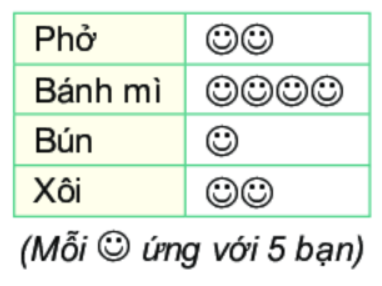 Phở
Bánh mì
Bún
Xôi
(Mỗi ☺ ứng với 5 bạn)